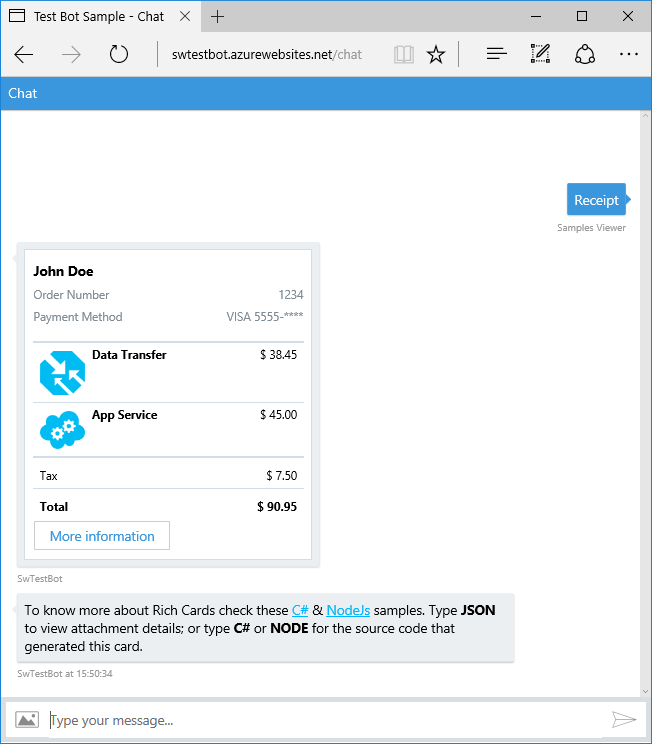 Test Bot Sample - Chat
swtestbot.azurewebsites.net/chat
Chat
Receipt
Samples Viewer
John Doe
Order Number 1234
Payment Method VISA 5555-****
Data Transfer $ 38.45
App Service $ 45.00
Tax $ 7.50
Total $ 90.95
More information
SwTestBot
To know more about Rich Cards check these C# & NodeJs samples. Type JSON
to view attachment details; or type C# or NODE for the source code that
generated this card.
SwTestBot at 15:50:34
Type your message...